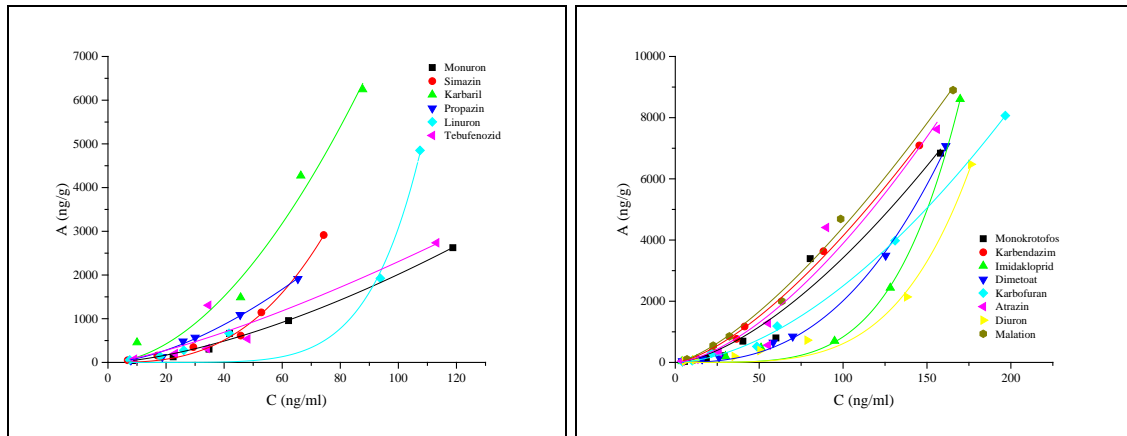 7000
6000
5000
4000
3000
2000
1000
0
A (ng/g)
0 20 40 60 80 100 120
C (ng/ml)
Monuron
Simazin
Karbaril
Propazin
Linuron
Tebufenozid
10000
8000
6000
4000
2000
0
A (ng/g)
0 50 100 150 200
C (ng/ml)
Monokrotofos
Karbendazim
Imidakloprid
Dimetoat
Karbofuran
Atrazin
Diuron
Malation